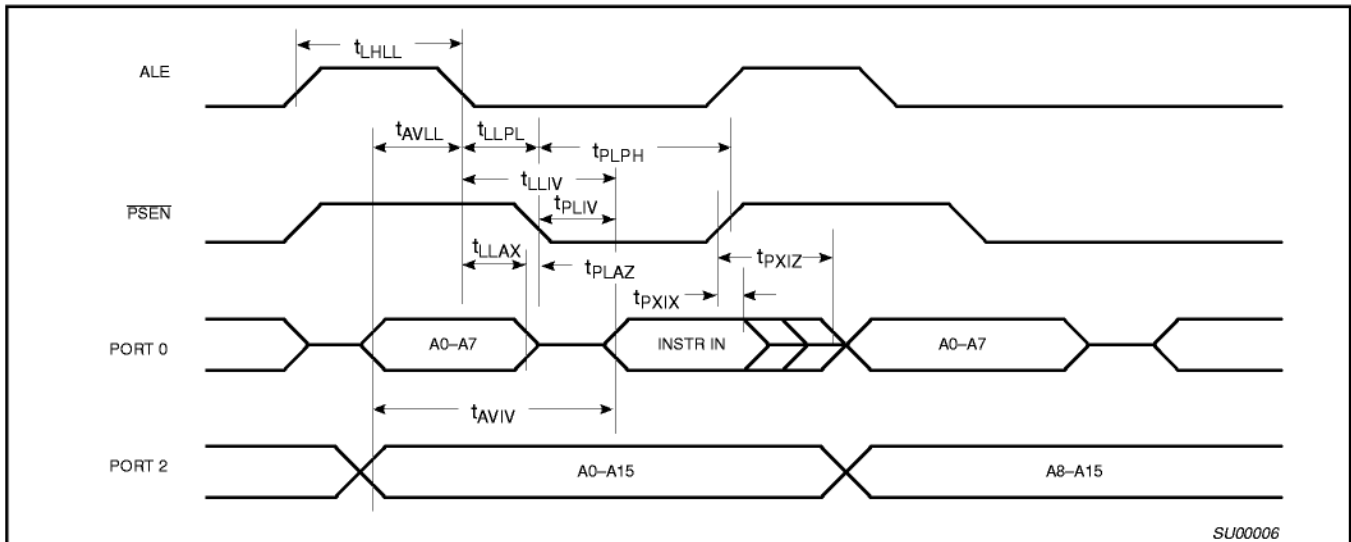 tLHLL
ALE
tAVLL
tLLPL
tPLPH
tLLIV
PSEN
tPLIV
tLLAX
tPLAZ
tPXIZ
tPXIX
PORT 0
A0–A7
INSTR IN
A0–A7
tAVIV
PORT 2
A0–A15
A8–A15
SU00006